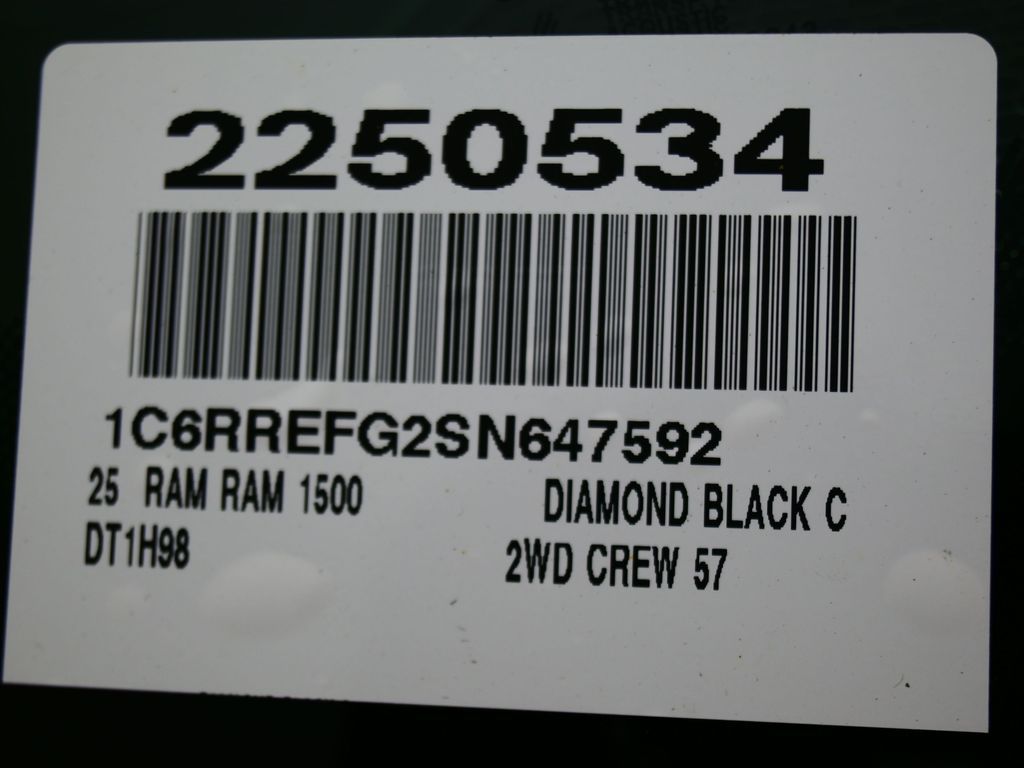 2250534
1C6RREFG2SN647592
25 RAM RAM 1500 DIAMOND BLACK C
DT1H98 2WD CREW 57